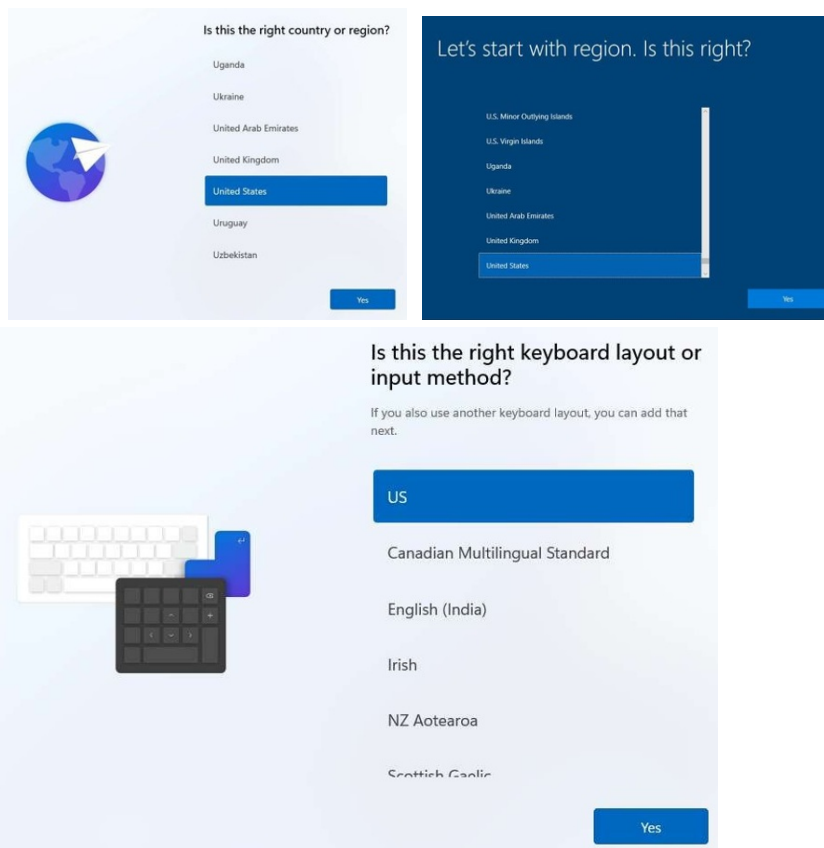 Is this the right country or region?
Uganda
Ukraine
United Arab Emirates
United Kingdom
United States
Uruguay
Uzbekistan
Yes
Let's start with region. Is this right?
U.S. Minor Outlying Islands
U.S. Virgin Islands
Uganda
Ukraine
United Arab Emirates
United Kingdom
United States
Yes
Is this the right keyboard layout or
input method?
If you also use another keyboard layout, you can add that
next.
US
Canadian Multilingual Standard
English (India)
Irish
NZ Aotearoa
Scottish Gaelic
Yes